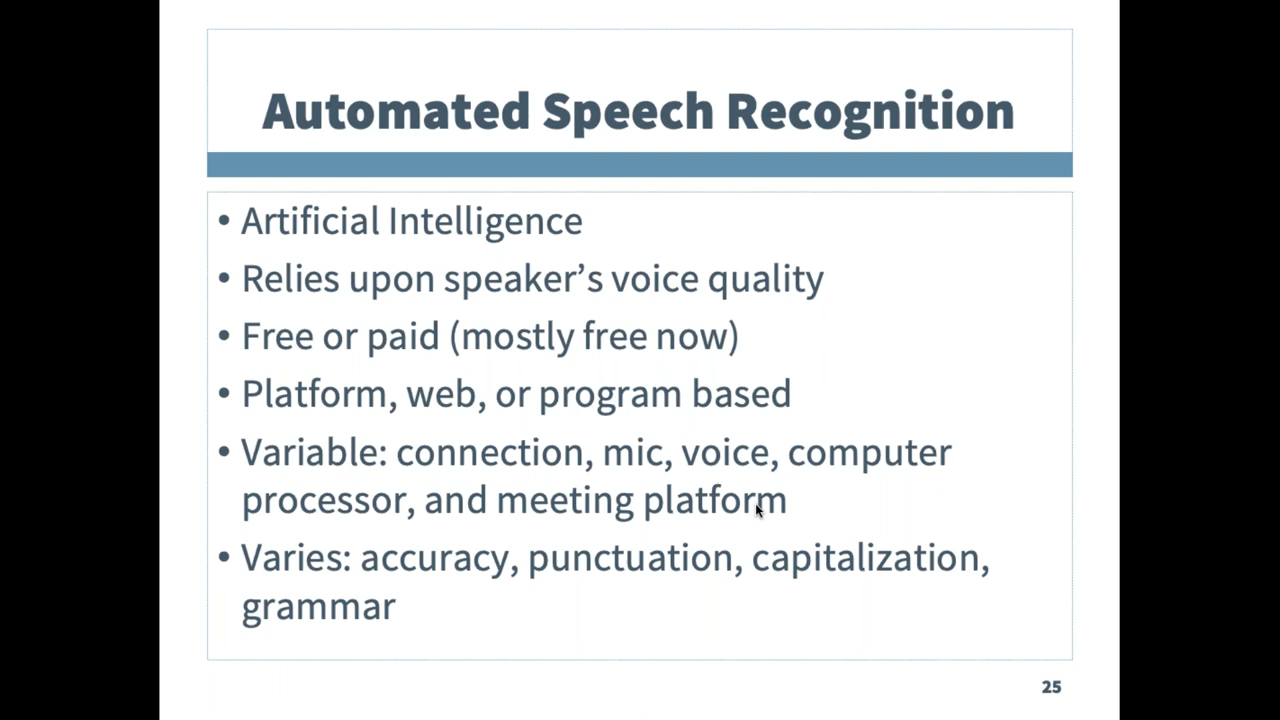 Automated Speech Recognition
• Artificial Intelligence
• Relies upon speaker’s voice quality
• Free or paid (mostly free now)
• Platform, web, or program based
• Variable: connection, mic, voice, computer
processor, and meeting platform
• Varies: accuracy, punctuation, capitalization,
grammar
25